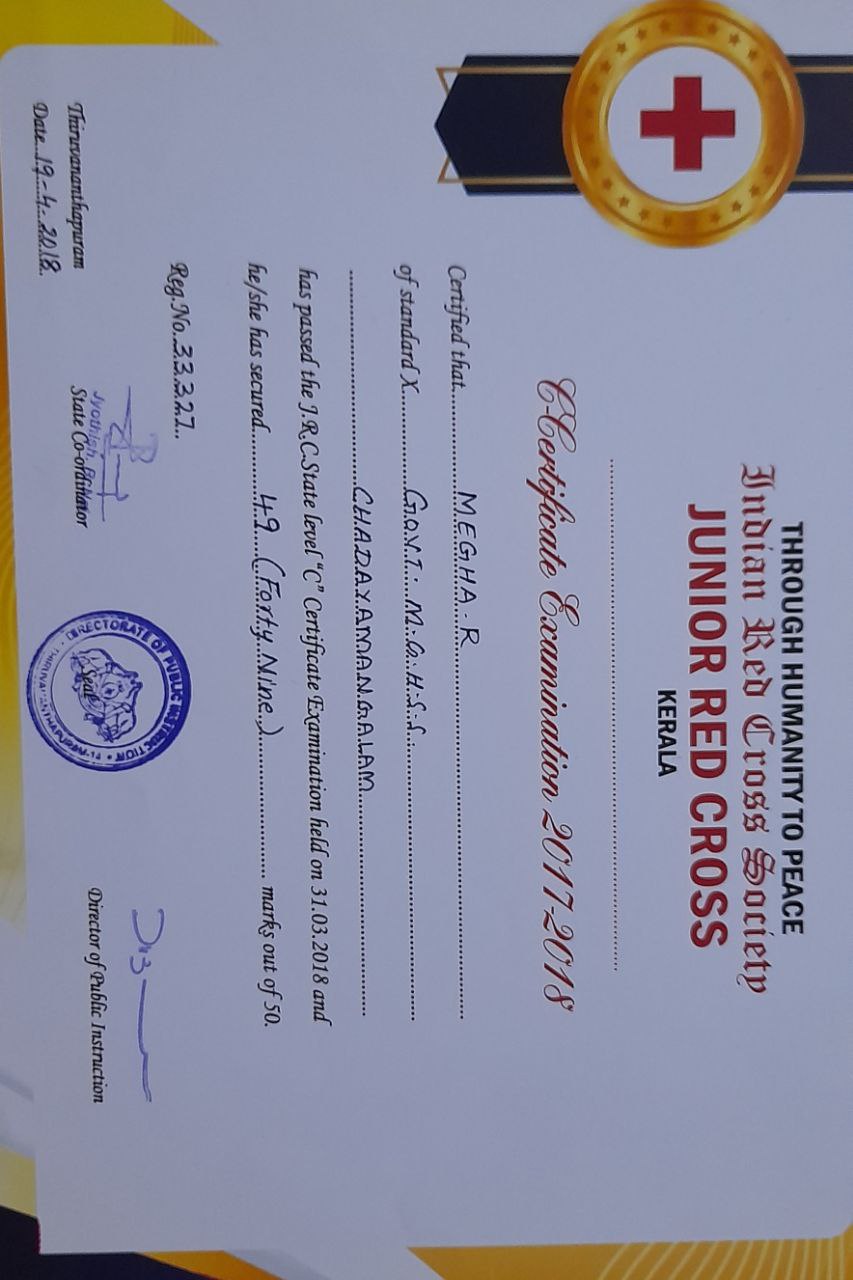 THROUGH HUMANITY TO PEACE
Indian Red Cross Society
JUNIOR RED CROSS
KERALA
C-Certificate Examination 2017-2018
Certified that MEGHA.R
of standard X GOVT. M.G.H.S.S.
CHADAYAMANGALAM
has passed the J.R.C.State level "C" Certificate Examination held on 31.03.2018 and
he/she has secured 49 (Forty Nine) marks out of 50.
Reg.No. 33327
Thiruvananthapuram
Date 19-4-2018
State Co-ordinator
DIRECTORATE OF PUBLIC INSTRUCTION
THIRUVANANTHAPURAM-14
Seal
Director of Public Instruction